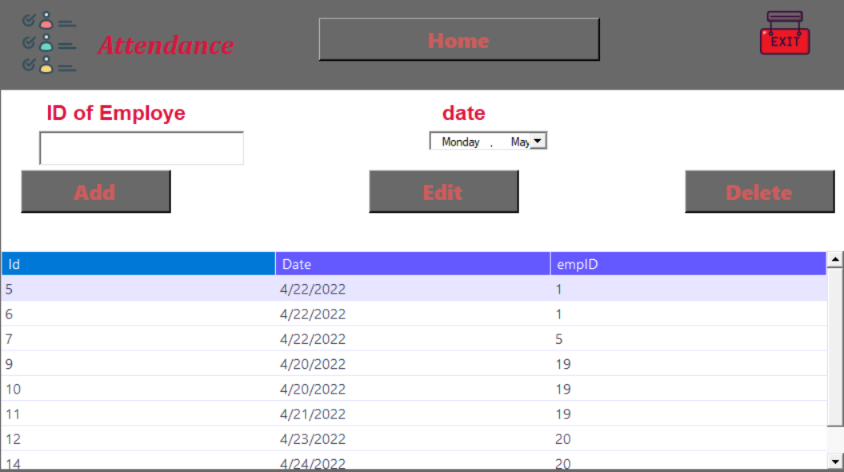 Attendance
Home
EXIT
ID of Employe
date
Monday , May
Add
Edit
Delete
Id Date empID
5 4/22/2022 1
6 4/22/2022 1
7 4/22/2022 5
9 4/20/2022 19
10 4/20/2022 19
11 4/21/2022 19
12 4/23/2022 20
14 4/24/2022 20